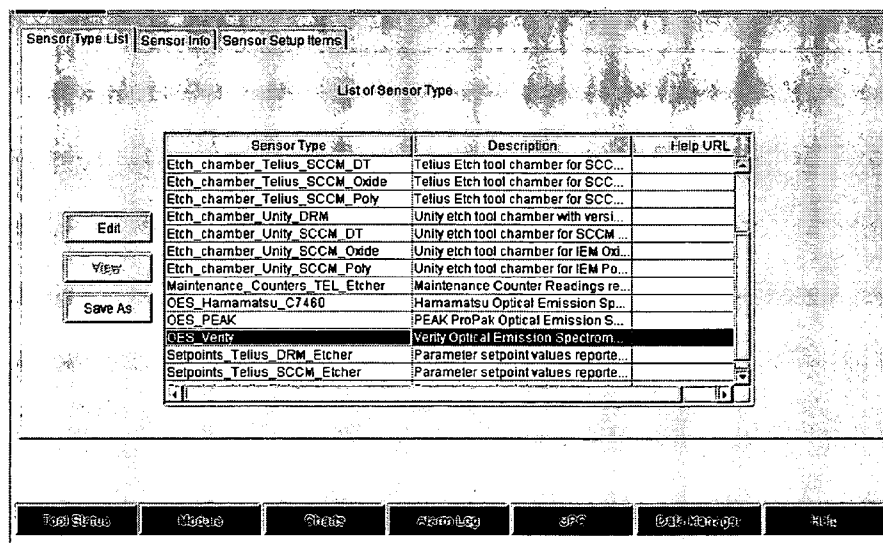 Sensor Type List Sensor Info Sensor Setup Items
List of Sensor Type
Sensor Type Description Help URL
Etch_chamber_Telius_SCCM_DT Telius Etch tool chamber for SCC...
Etch_chamber_Telius_SCCM_Oxide Telius Etch tool chamber for SCC...
Etch_chamber_Telius_SCCM_Poly Telius Etch tool chamber for SCC...
Etch_chamber_Unity_DRM Unity etch tool chamber with versi...
Etch_chamber_Unity_SCCM_DT Unity etch tool chamber for SCCM ...
Etch_chamber_Unity_SCCM_Oxide Unity etch tool chamber for IEM Oxi...
Etch_chamber_Unity_SCCM_Poly Unity etch tool chamber for IEM Po...
Maintenance_Counters_TEL_Etcher Maintenance Counter Readings re...
OES_Hamamatsu_C7460 Hamamatsu Optical Emission Sp...
OES_PEAK PEAK ProPak Optical Emission S...
OES_Verity Verity Optical Emission Spectrom...
Setpoints_Telius_DRM_Etcher Parameter setpoint values reporte...
Setpoints_Telius_SCCM_Etcher Parameter setpoint values reporte...
Edit
View
Save As
Tool Status Module Charts Alarm Log SPC Data Manager Help